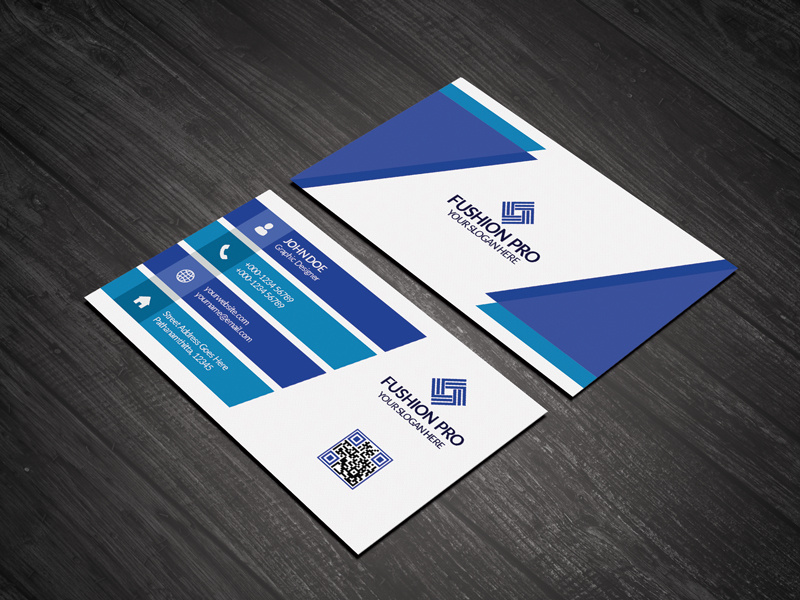 JOHN DOE
Graphic Designer
+000-1234 56789
+000-1234 56789
yourwebsite.com
yourname@email.com
Street Address Goes Here
Pathanamthitta, 12345
FUSHION PRO
YOUR SLOGAN HERE
FUSHION PRO
YOUR SLOGAN HERE